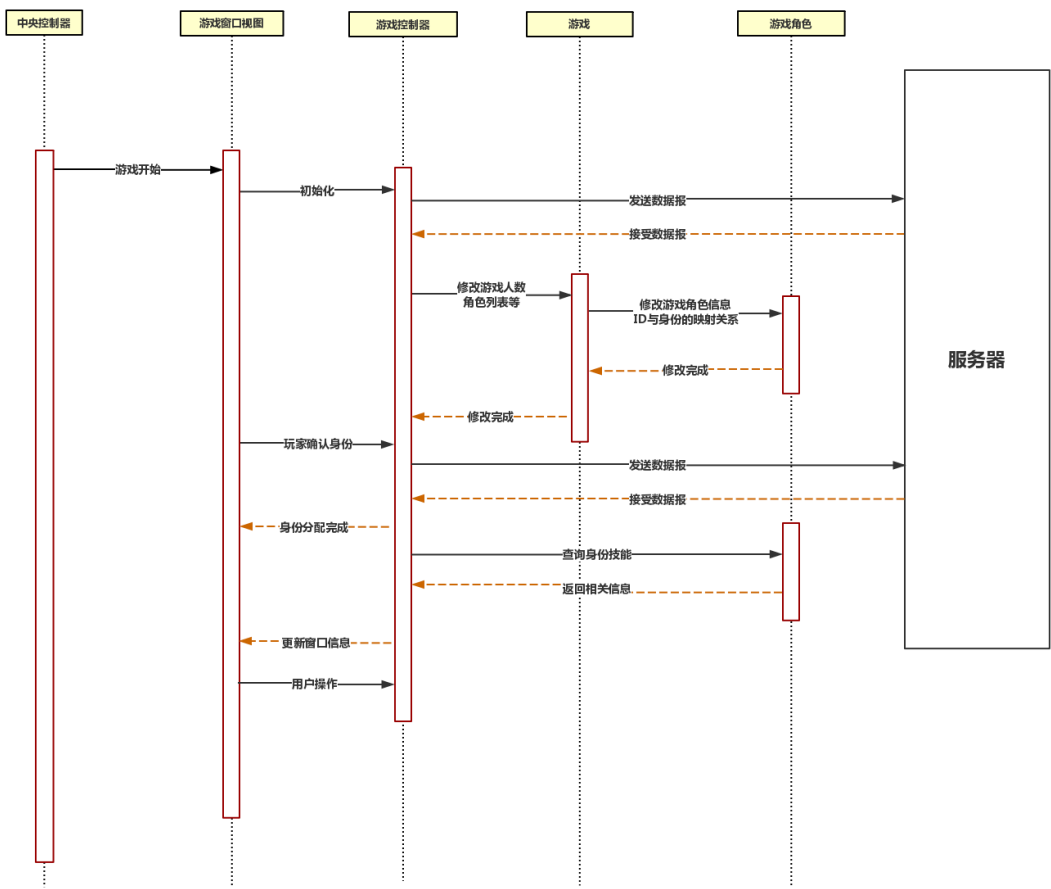 中央控制器
游戏窗口视图
游戏控制器
游戏
游戏角色
游戏开始
初始化
发送数据报
接受数据报
修改游戏人数
角色列表等
修改游戏角色信息
ID与身份的映射关系
服务器
修改完成
修改完成
玩家确认身份
发送数据报
接受数据报
身份分配完成
查询身份技能
返回相关信息
更新窗口信息
用户操作